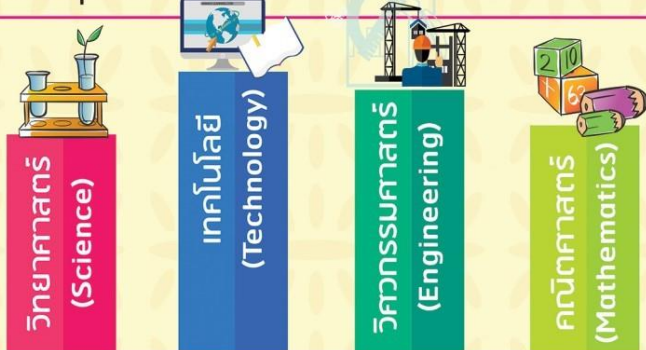 วิทยาศาสตร์
(Science)
เทคโนโลยี
(Technology)
วิศวกรรมศาสตร์
(Engineering)
คณิตศาสตร์
(Mathematics)